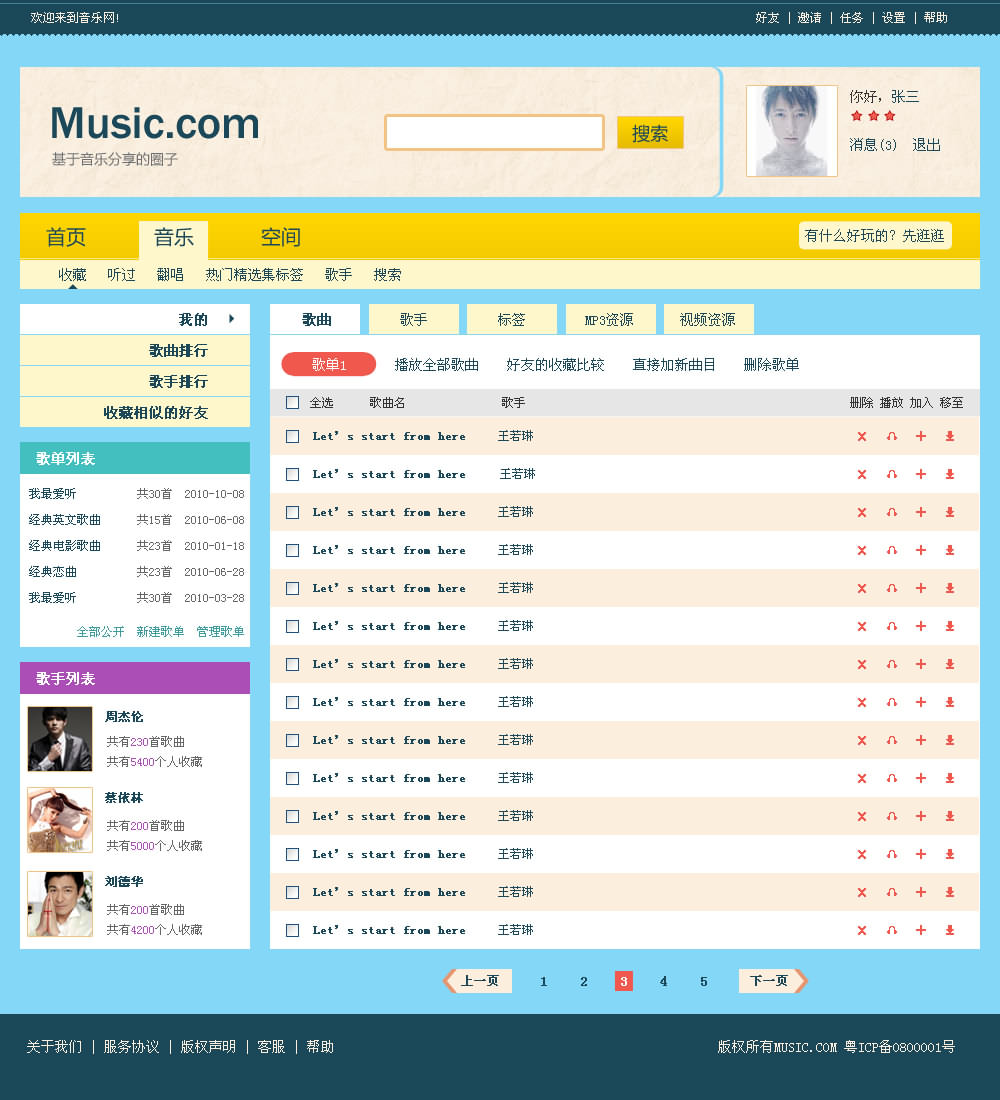 欢迎来到音乐网!
好友 | 邀请 | 任务 | 设置 | 帮助
Music.com
基于音乐分享的圈子
搜索
你好，张三
消息(3) 退出
首页 音乐 空间
有什么好玩的? 先逛逛
收藏 听过 翻唱 热门精选集标签 歌手 搜索
我的
歌曲排行
歌手排行
收藏相似的好友
歌单列表
我最爱听 共30首 2010-10-08
经典英文歌曲 共15首 2010-06-08
经典电影歌曲 共23首 2010-01-18
经典恋曲 共23首 2010-06-28
我最爱听 共30首 2010-03-28
全部公开 新建歌单 管理歌单
歌手列表
周杰伦
共有230首歌曲
共有5400个人收藏
蔡依林
共有200首歌曲
共有5000个人收藏
刘德华
共有200首歌曲
共有4200个人收藏
歌曲 歌手 标签 MP3资源 视频资源
歌单1 播放全部歌曲 好友的收藏比较 直接加新曲目 删除歌单
全选 歌曲名 歌手 删除 播放 加入 移至
Let’s start from here 王若琳
Let’s start from here 王若琳
Let’s start from here 王若琳
Let’s start from here 王若琳
Let’s start from here 王若琳
Let’s start from here 王若琳
Let’s start from here 王若琳
Let’s start from here 王若琳
Let’s start from here 王若琳
Let’s start from here 王若琳
Let’s start from here 王若琳
Let’s start from here 王若琳
Let’s start from here 王若琳
Let’s start from here 王若琳
上一页 1 2 3 4 5 下一页
关于我们 | 服务协议 | 版权声明 | 客服 | 帮助
版权所有MUSIC.COM 粤ICP备0800001号